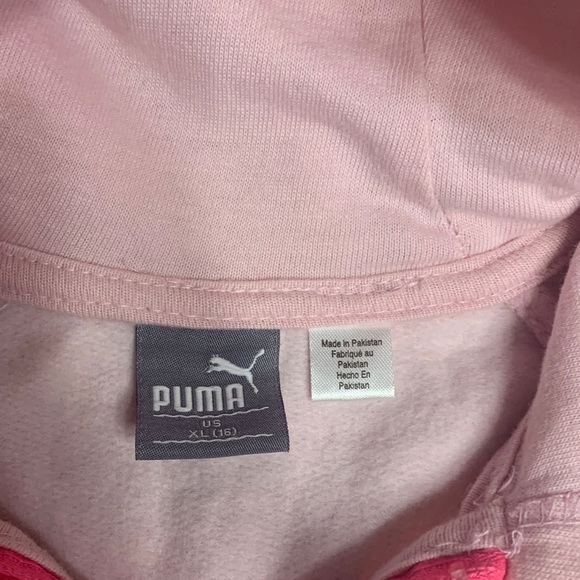 PUMA
US
XL (16)
Made in Pakistan
Fabriqué au
Pakistan
Hecho En
Pakistan